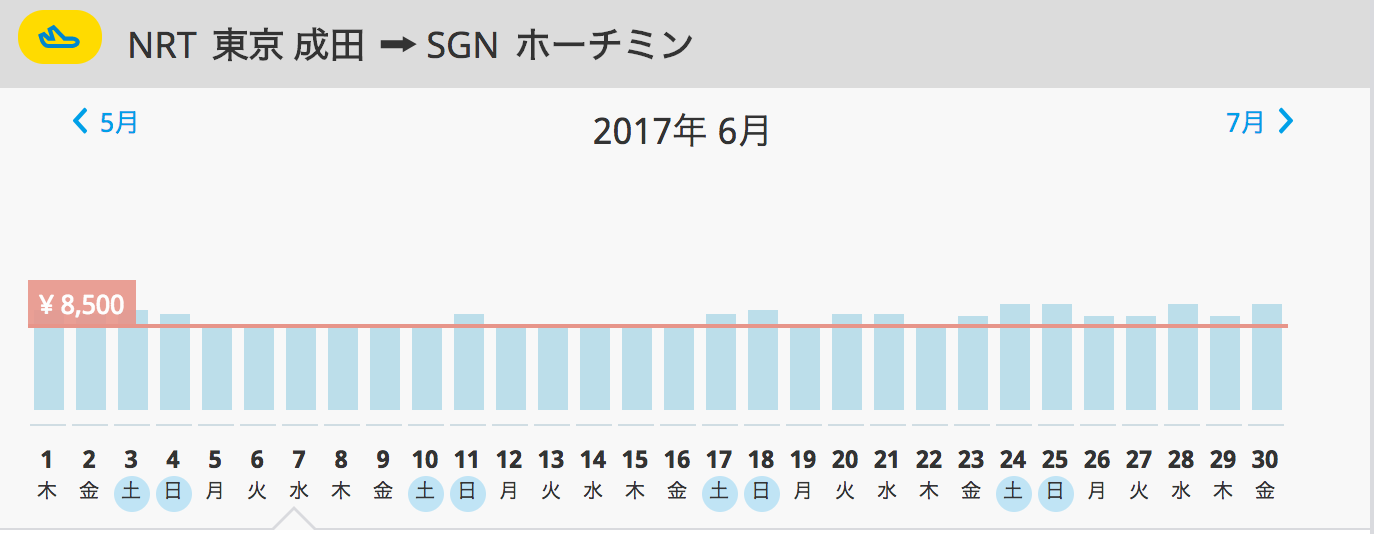 NRT 東京 成田 ➡ SGN ホーチミン
5月 2017年 6月 7月
¥ 8,500
1 2 3 4 5 6 7 8 9 10 11 12 13 14 15 16 17 18 19 20 21 22 23 24 25 26 27 28 29 30
木 金 土 日 月 火 水 木 金 土 日 月 火 水 木 金 土 日 月 火 水 木 金 土 日 月 火 水 木 金